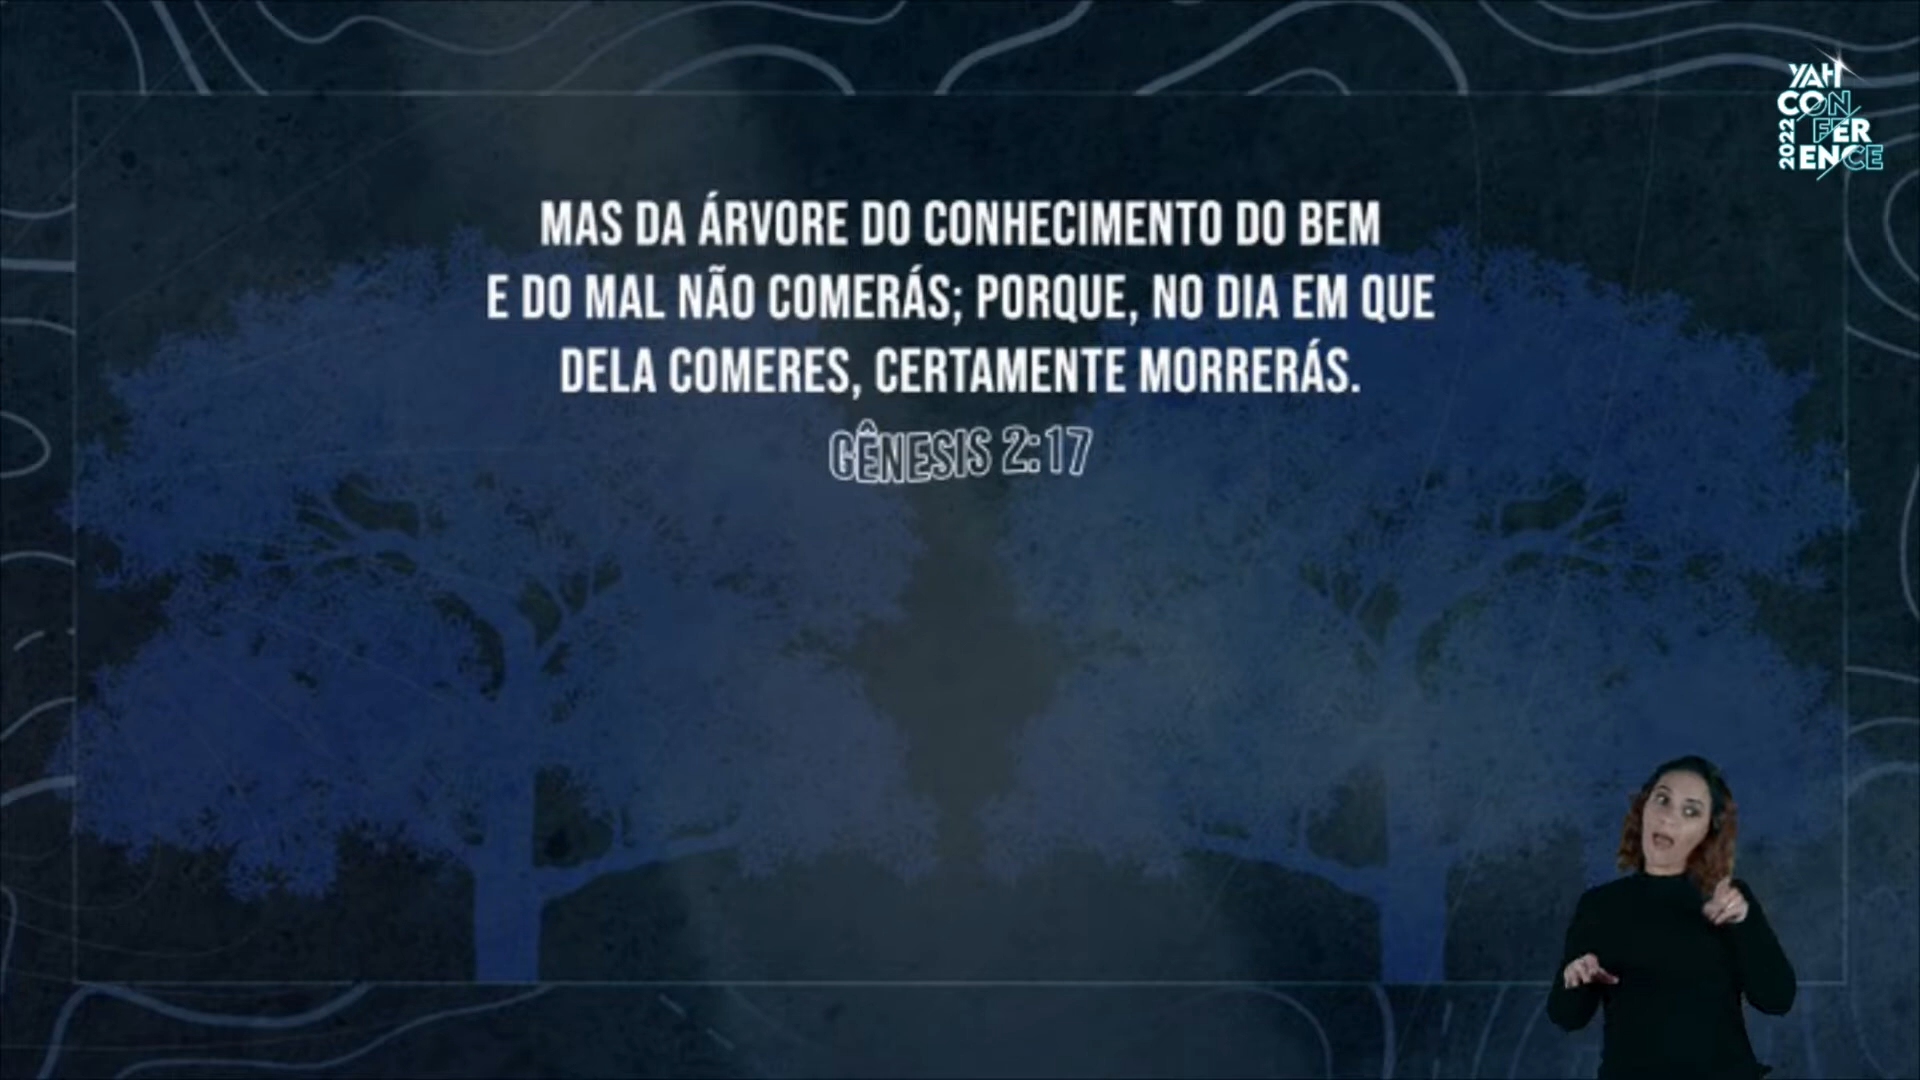 MAS DA ÁRVORE DO CONHECIMENTO DO BEM
E DO MAL NÃO COMERÁS; PORQUE, NO DIA EM QUE
DELA COMERES, CERTAMENTE MORRERÁS.
GÊNESIS 2:17
YAH
CON
FER
ENCE
2022